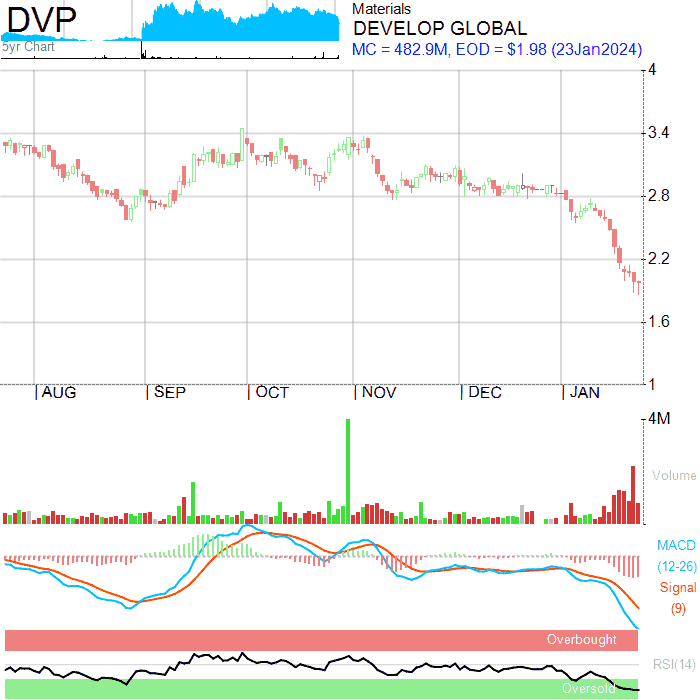 DVP
5yr Chart
Materials
DEVELOP GLOBAL
MC = 482.9M, EOD = $1.98 (23Jan2024)
4
3.4
2.8
2.2
1.6
1
AUG SEP OCT NOV DEC JAN
4M
Volume
MACD
(12-26)
Signal
(9)
Overbought
RSI(14)
Oversold